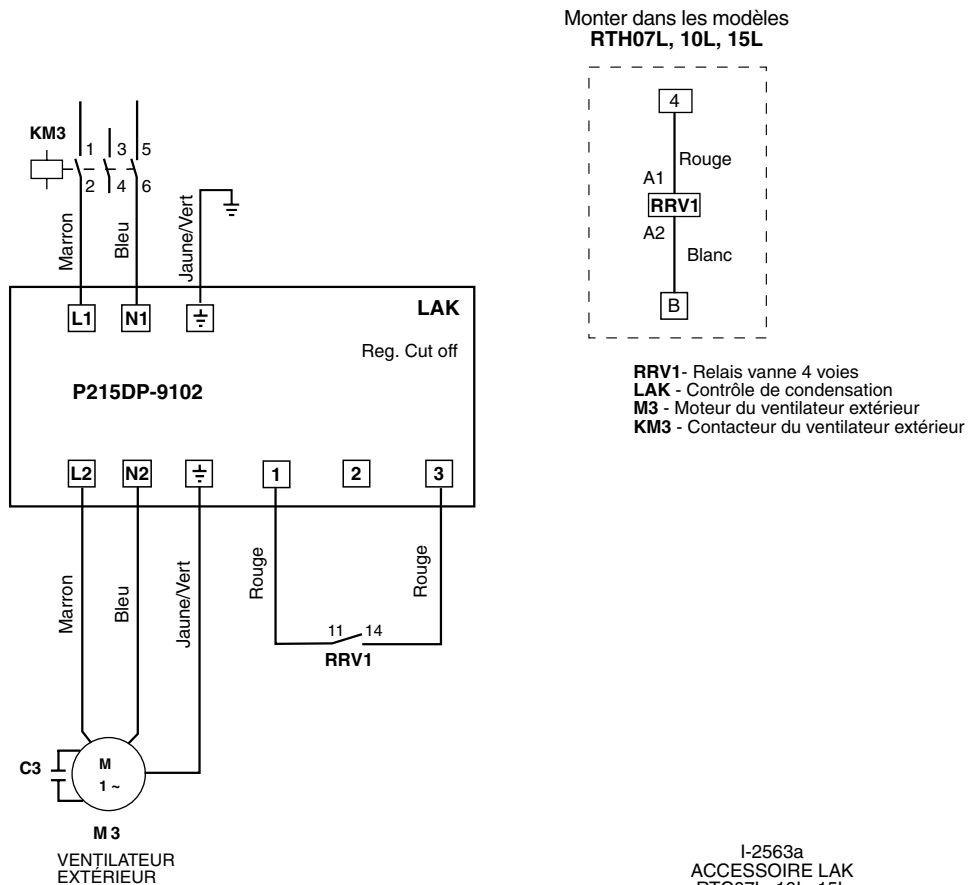 Monter dans les modèles
RTH07L, 10L, 15L
4
Rouge
A1
RRV1
A2
Blanc
B
RRV1- Relais vanne 4 voies
LAK - Contrôle de condensation
M3 - Moteur du ventilateur extérieur
KM3 - Contacteur du ventilateur extérieur
KM3
1 3 5
2 4 6
Marron
Bleu
Jaune/Vert
L1 N1
LAK
Reg. Cut off
P215DP-9102
L2 N2 1 2 3
Marron
Bleu
Jaune/Vert
Rouge
Rouge
11 14
RRV1
C3
M
1 ~
M 3
VENTILATEUR
EXTÉRIEUR
I-2563a
ACCESSOIRE LAK